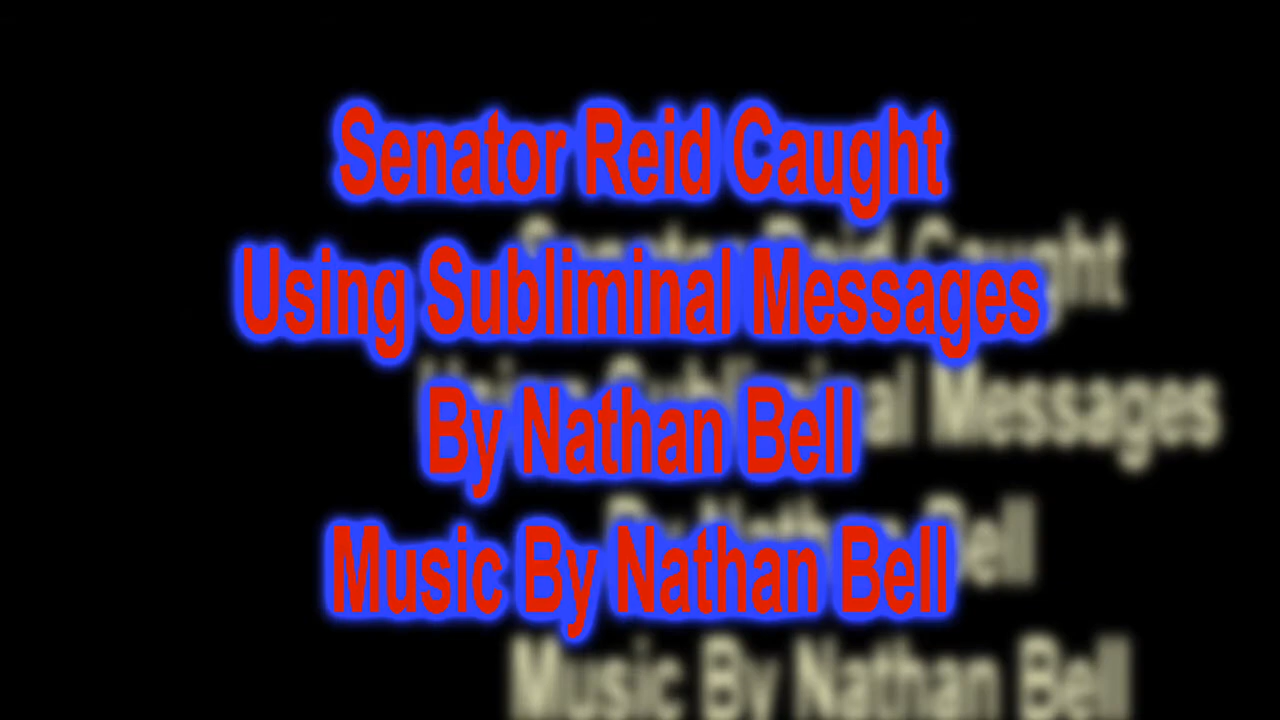 Senator Reid Caught
Using Subliminal Messages
By Nathan Bell
Music By Nathan Bell